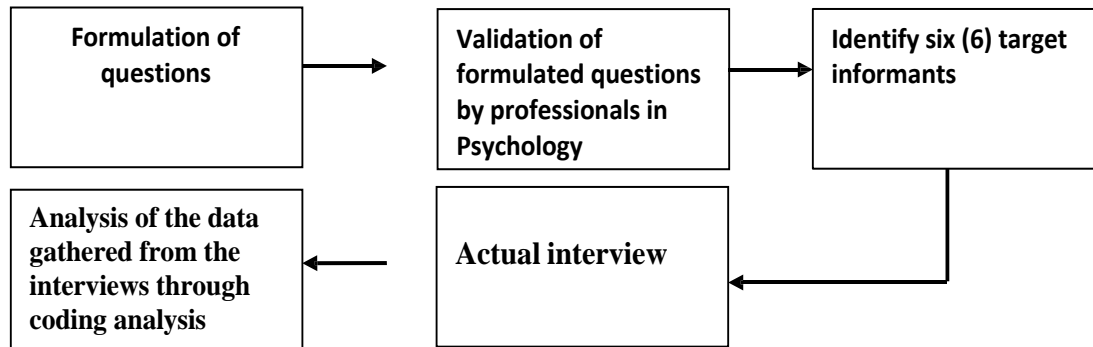 Formulation of
questions
Validation of
formulated questions
by professionals in
Psychology
Identify six (6) target
informants
Actual interview
Analysis of the data
gathered from the
interviews through
coding analysis